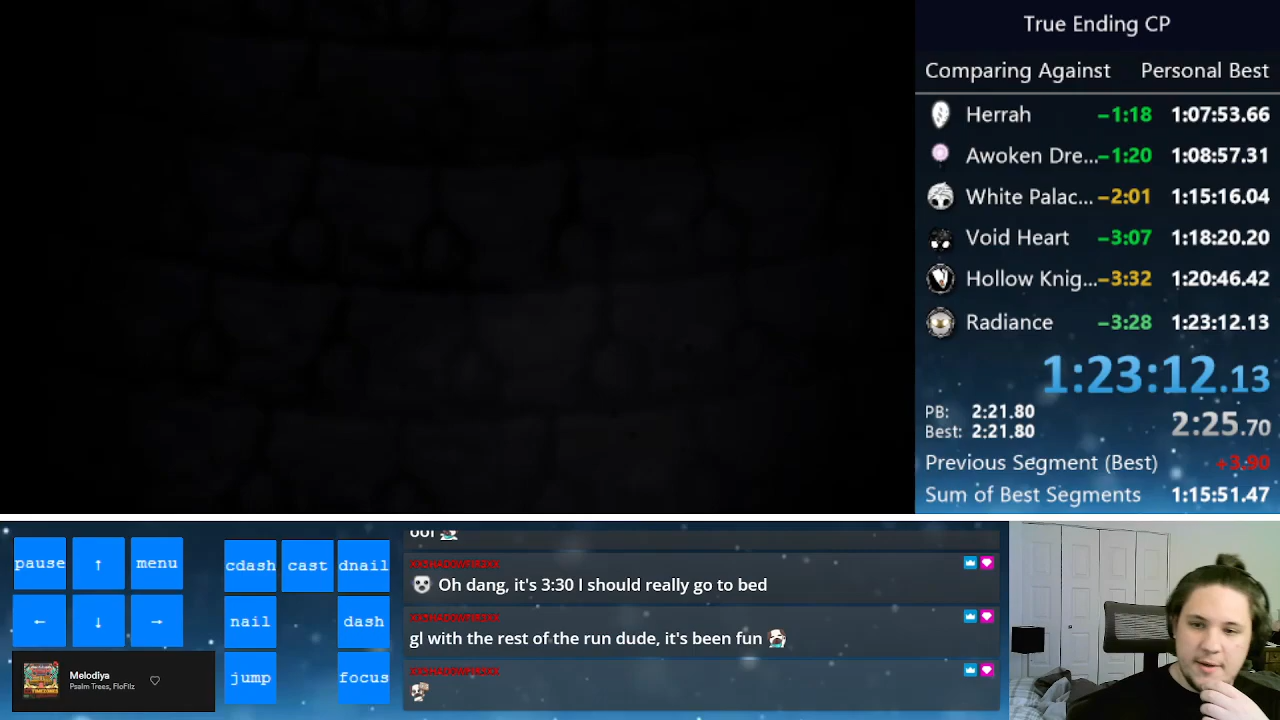 True Ending CP
Comparing Against Personal Best
Herrah −1:18 1:07:53.66
Awoken Dre... −1:20 1:08:57.31
White Palac... −2:01 1:15:16.04
Void Heart −3:07 1:18:20.20
Hollow Knig... −3:32 1:20:46.42
Radiance −3:28 1:23:12.13
1:23:12.13
PB: 2:21.80
Best: 2:21.80
2:25.70
Previous Segment (Best) +3.90
Sum of Best Segments 1:15:51.47
pause ↑ menu
← ↓ →
cdash cast dnail
nail dash
jump focus
Melodiya
Psalm Trees, FloFilz
Oh dang, it's 3:30 I should really go to bed
gl with the rest of the run dude, it's been fun